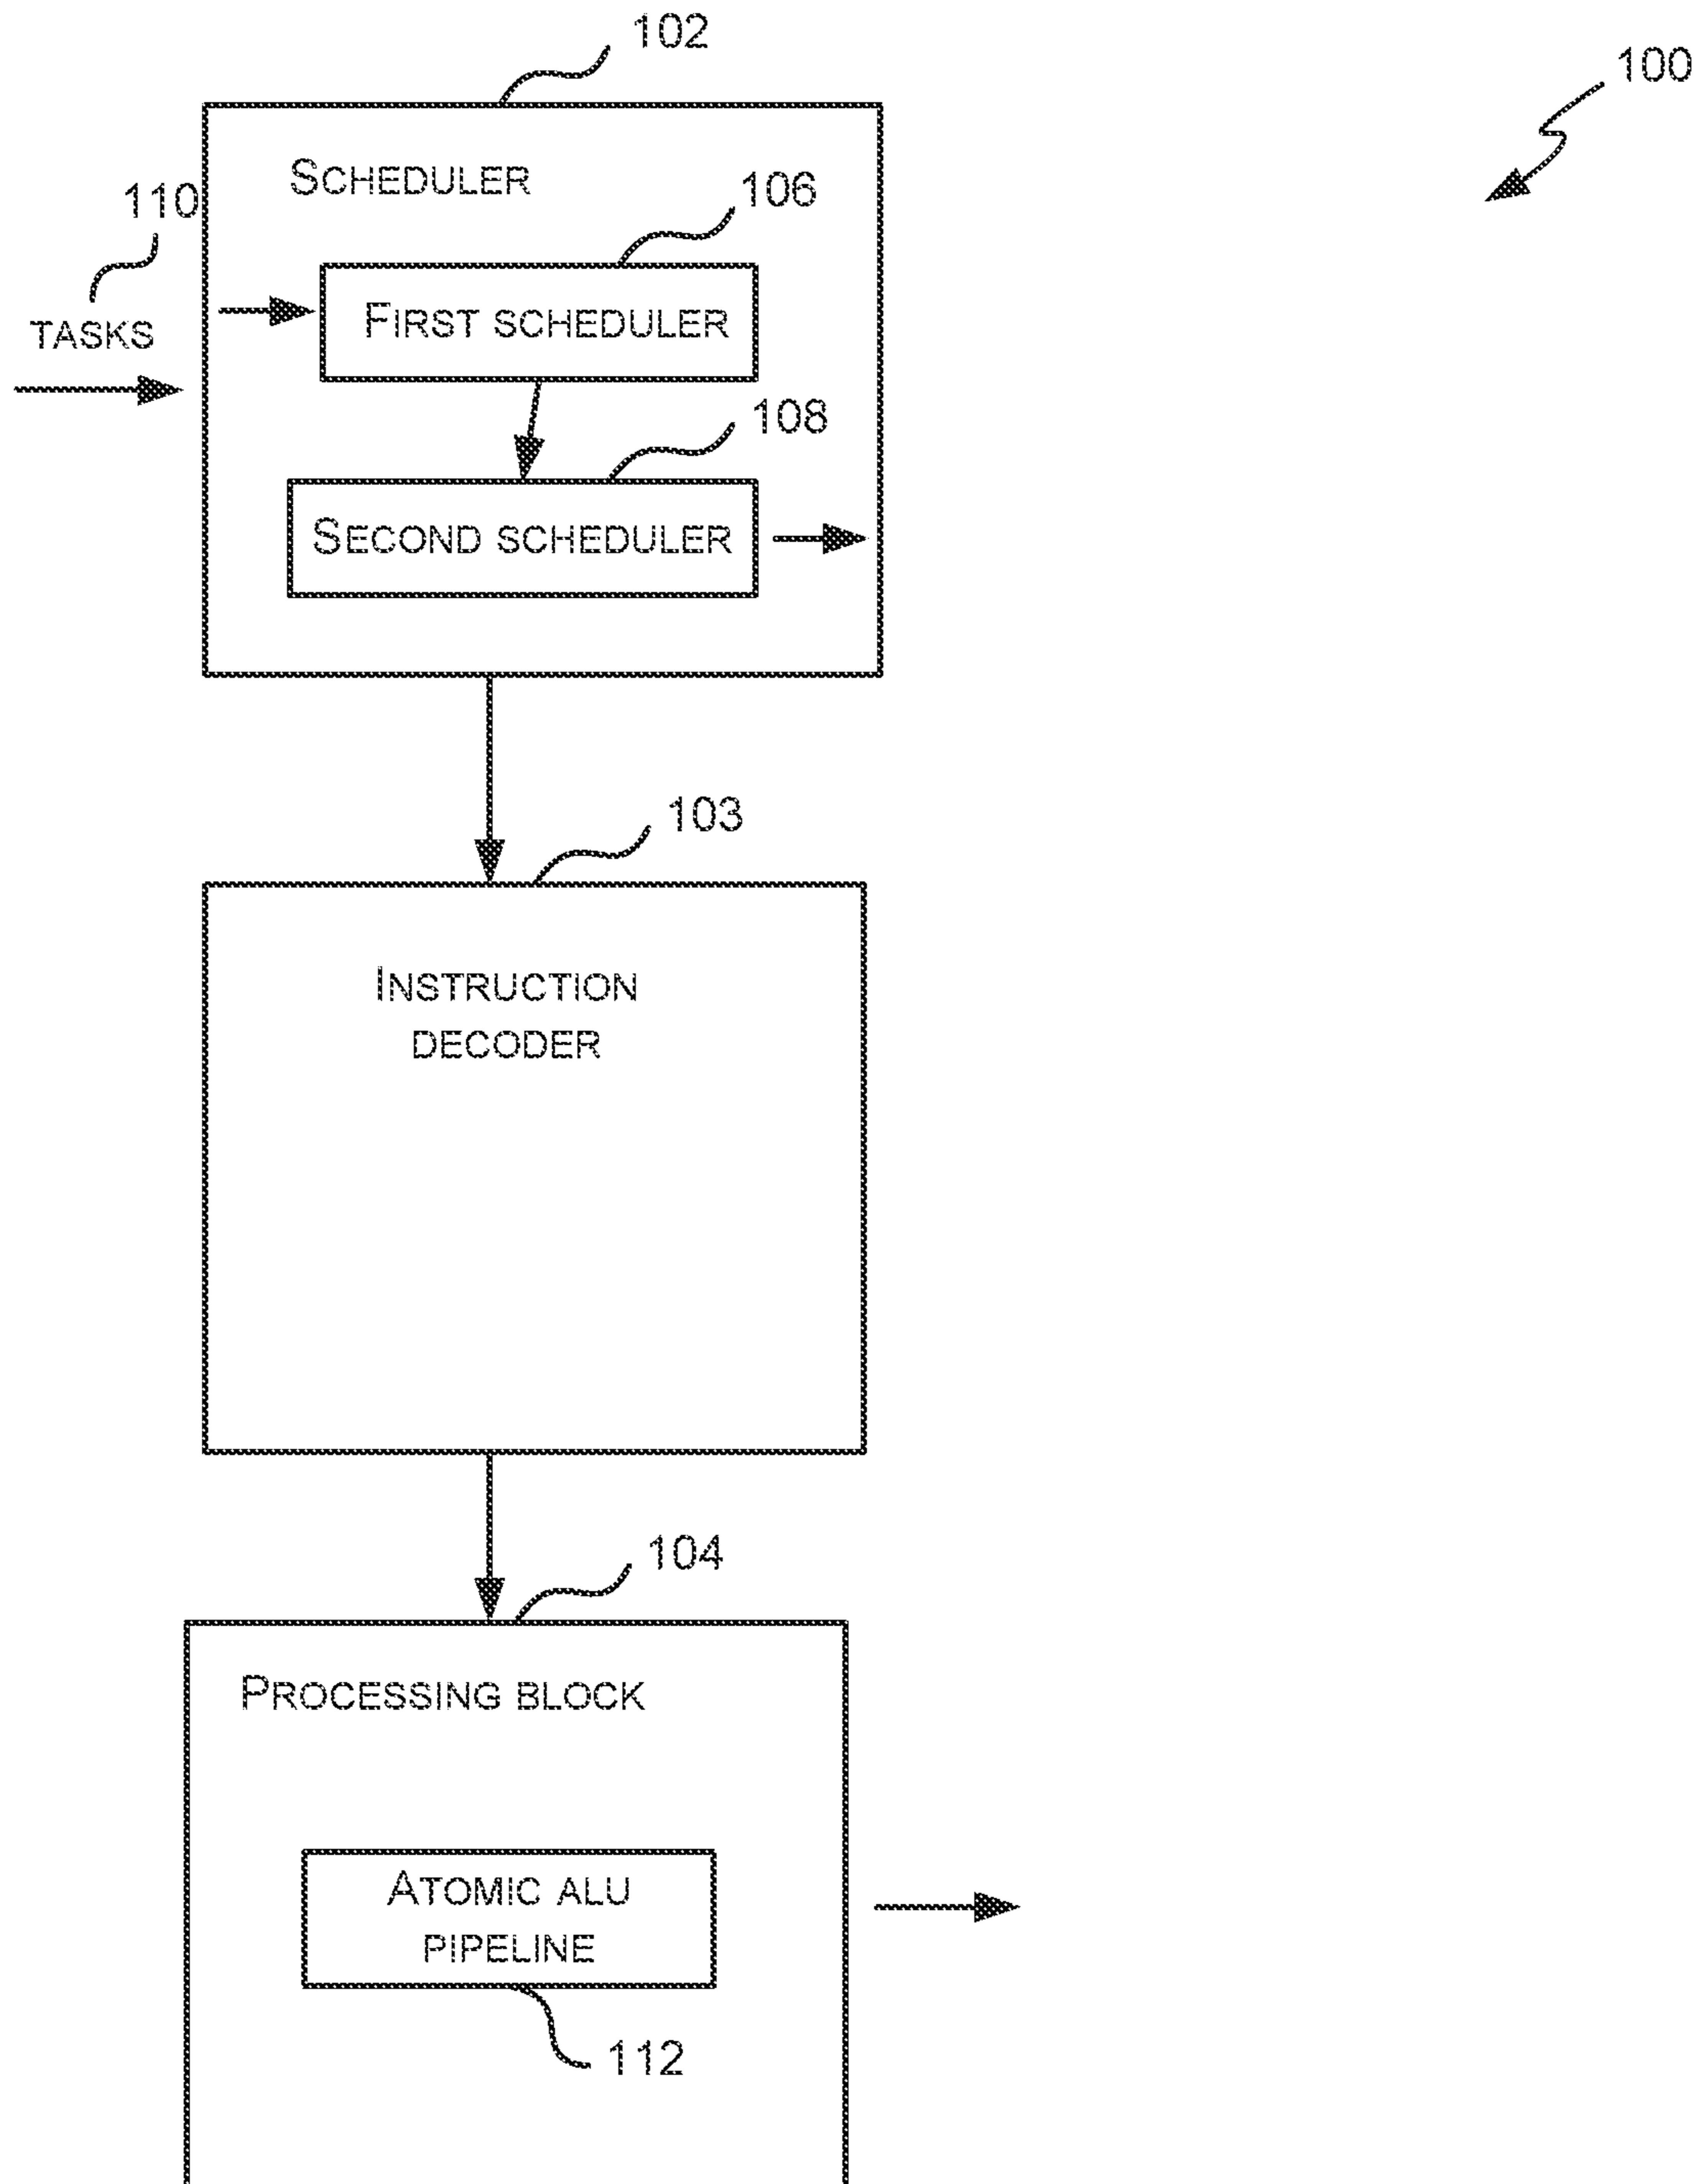 102
100
SCHEDULER
110
106
TASKS
FIRST SCHEDULER
108
SECOND SCHEDULER
103
INSTRUCTION
DECODER
104
PROCESSING BLOCK
ATOMIC ALU
PIPELINE
112